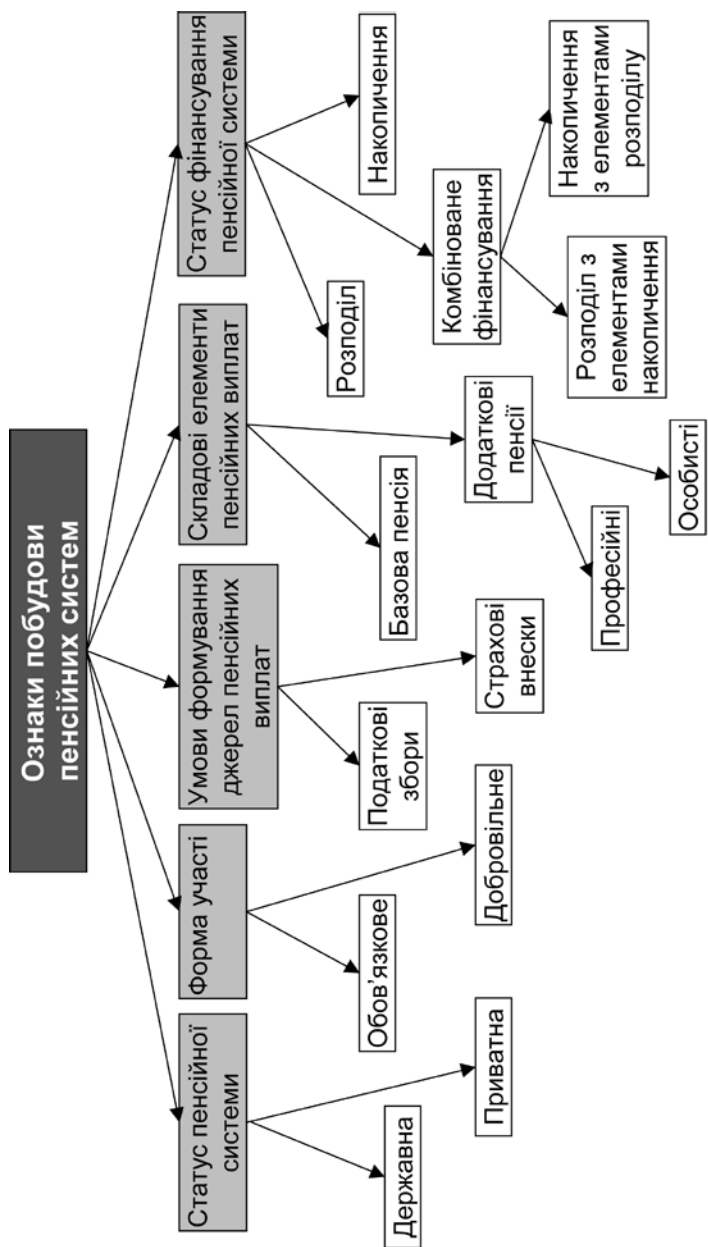 Ознаки побудови
пенсійних систем
Статус пенсійної
системи
Форма участі
Умови формування
джерел пенсійних
виплат
Складові елементи
пенсійних виплат
Статус фінансування
пенсійної системи
Державна
Приватна
Обов’язкове
Добровільне
Податкові
збори
Страхові
внески
Базова пенсія
Додаткові
пенсії
Професійні
Особисті
Розподіл
Накопичення
Комбіноване
фінансування
Розподіл з
елементами
накопичення
Накопичення
з елементами
розподілу